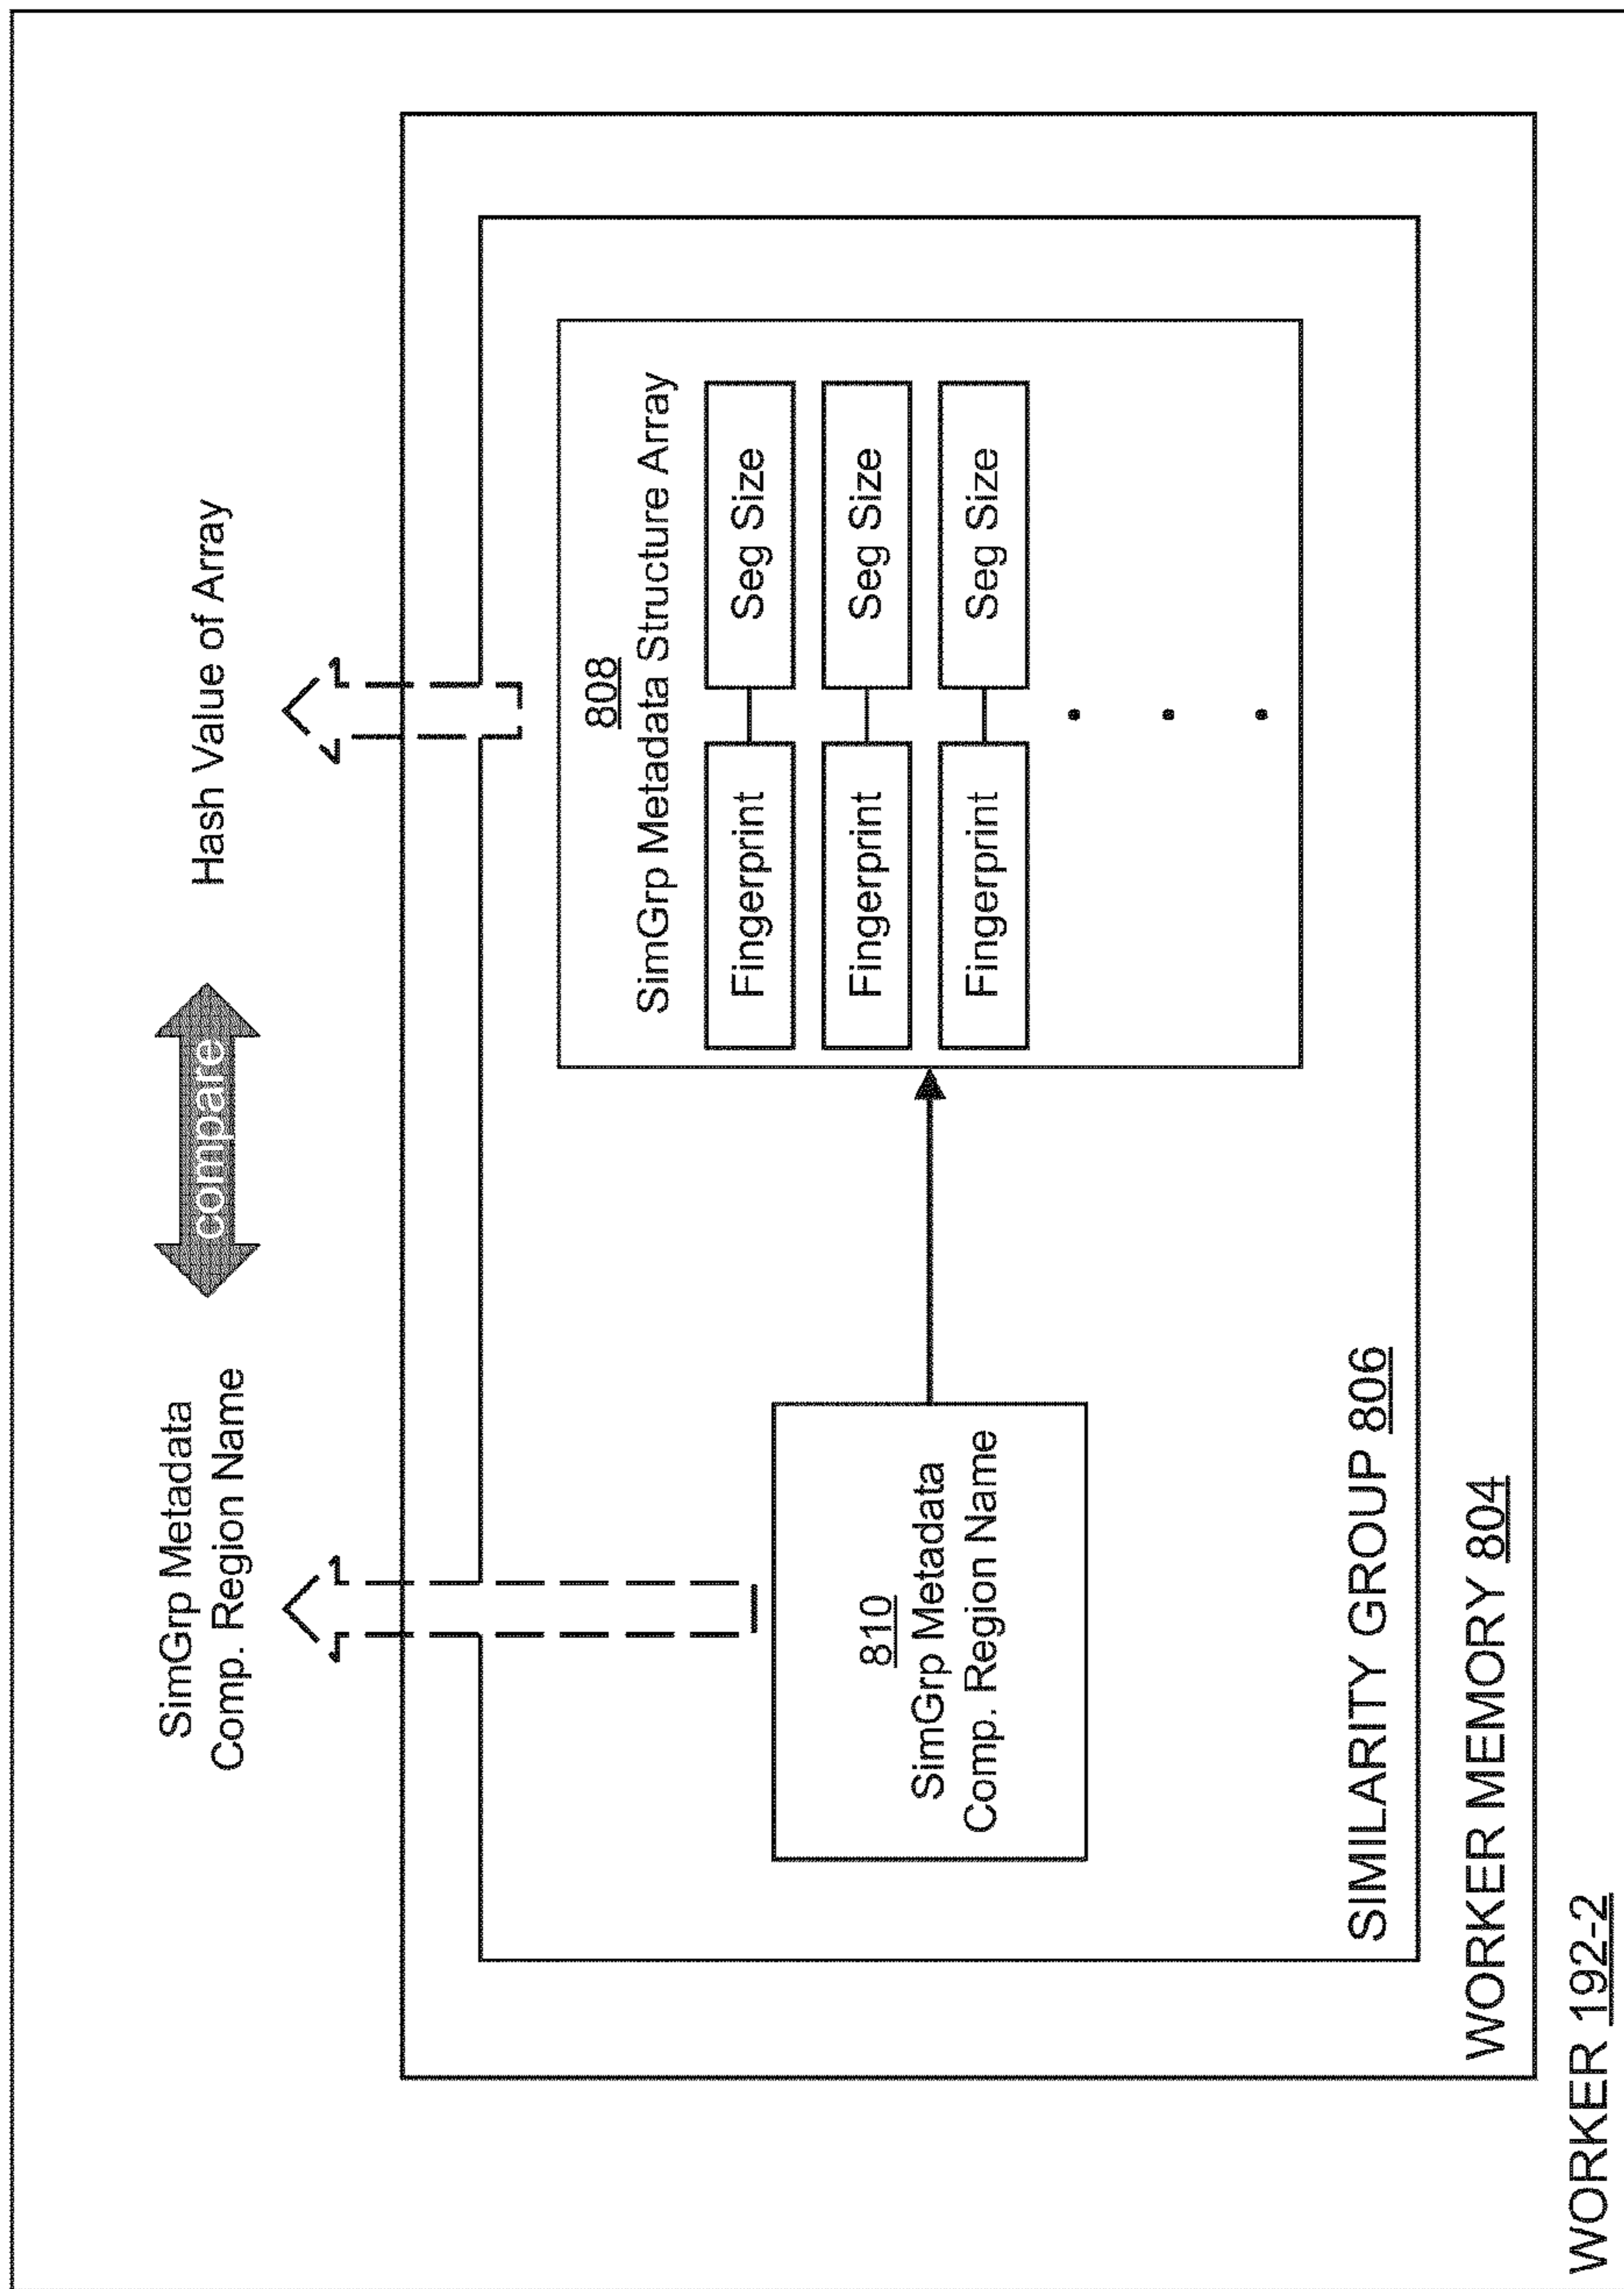 SimGrp Metadata
Comp. Region Name
compare
Hash Value of Array
810
SimGrp Metadata
Comp. Region Name
808
SimGrp Metadata Structure Array
Fingerprint
Seg Size
Fingerprint
Seg Size
Fingerprint
Seg Size
SIMILARITY GROUP 806
WORKER MEMORY 804
WORKER 192-2